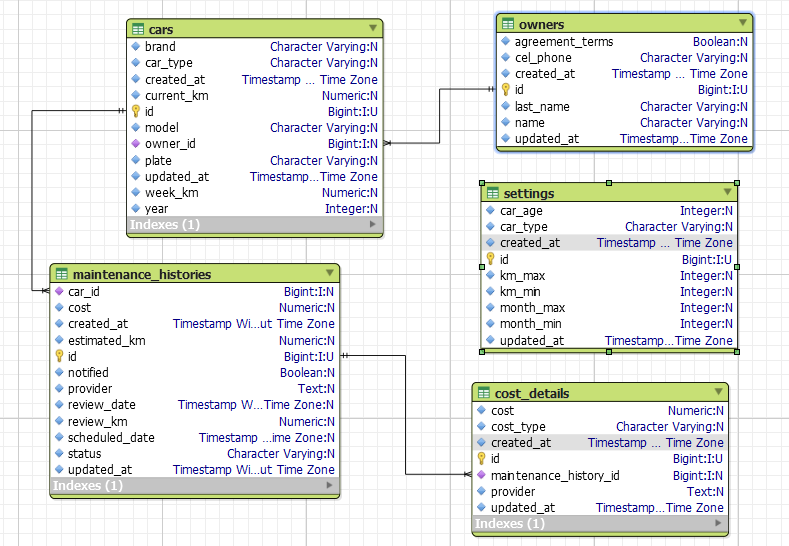 cars
brand Character Varying:N
car_type Character Varying:N
created_at Timestamp ... Time Zone
current_km Numeric:N
id Bigint:I:U
model Character Varying:N
owner_id Bigint:I:N
plate Character Varying:N
updated_at Timestamp...Time Zone
week_km Numeric:N
year Integer:N
Indexes (1)
owners
agreement_terms Boolean:N
cel_phone Character Varying:N
created_at Timestamp ... Time Zone
id Bigint:I:U
last_name Character Varying:N
name Character Varying:N
updated_at Timestamp...Time Zone
settings
car_age Integer:N
car_type Character Varying:N
created_at Timestamp ... Time Zone
id Bigint:I:U
km_max Integer:N
km_min Integer:N
month_max Integer:N
month_min Integer:N
updated_at Timestamp...Time Zone
maintenance_histories
car_id Bigint:I:N
cost Numeric:N
created_at Timestamp Wi...ut Time Zone
estimated_km Numeric:N
id Bigint:I:U
notified Boolean:N
provider Text:N
review_date Timestamp W...Time Zone:N
review_km Numeric:N
scheduled_date Timestamp ...ime Zone:N
status Character Varying:N
updated_at Timestamp Wi...ut Time Zone
Indexes (1)
cost_details
cost Numeric:N
cost_type Character Varying:N
created_at Timestamp ... Time Zone
id Bigint:I:U
maintenance_history_id Bigint:I:N
provider Text:N
updated_at Timestamp...Time Zone
Indexes (1)